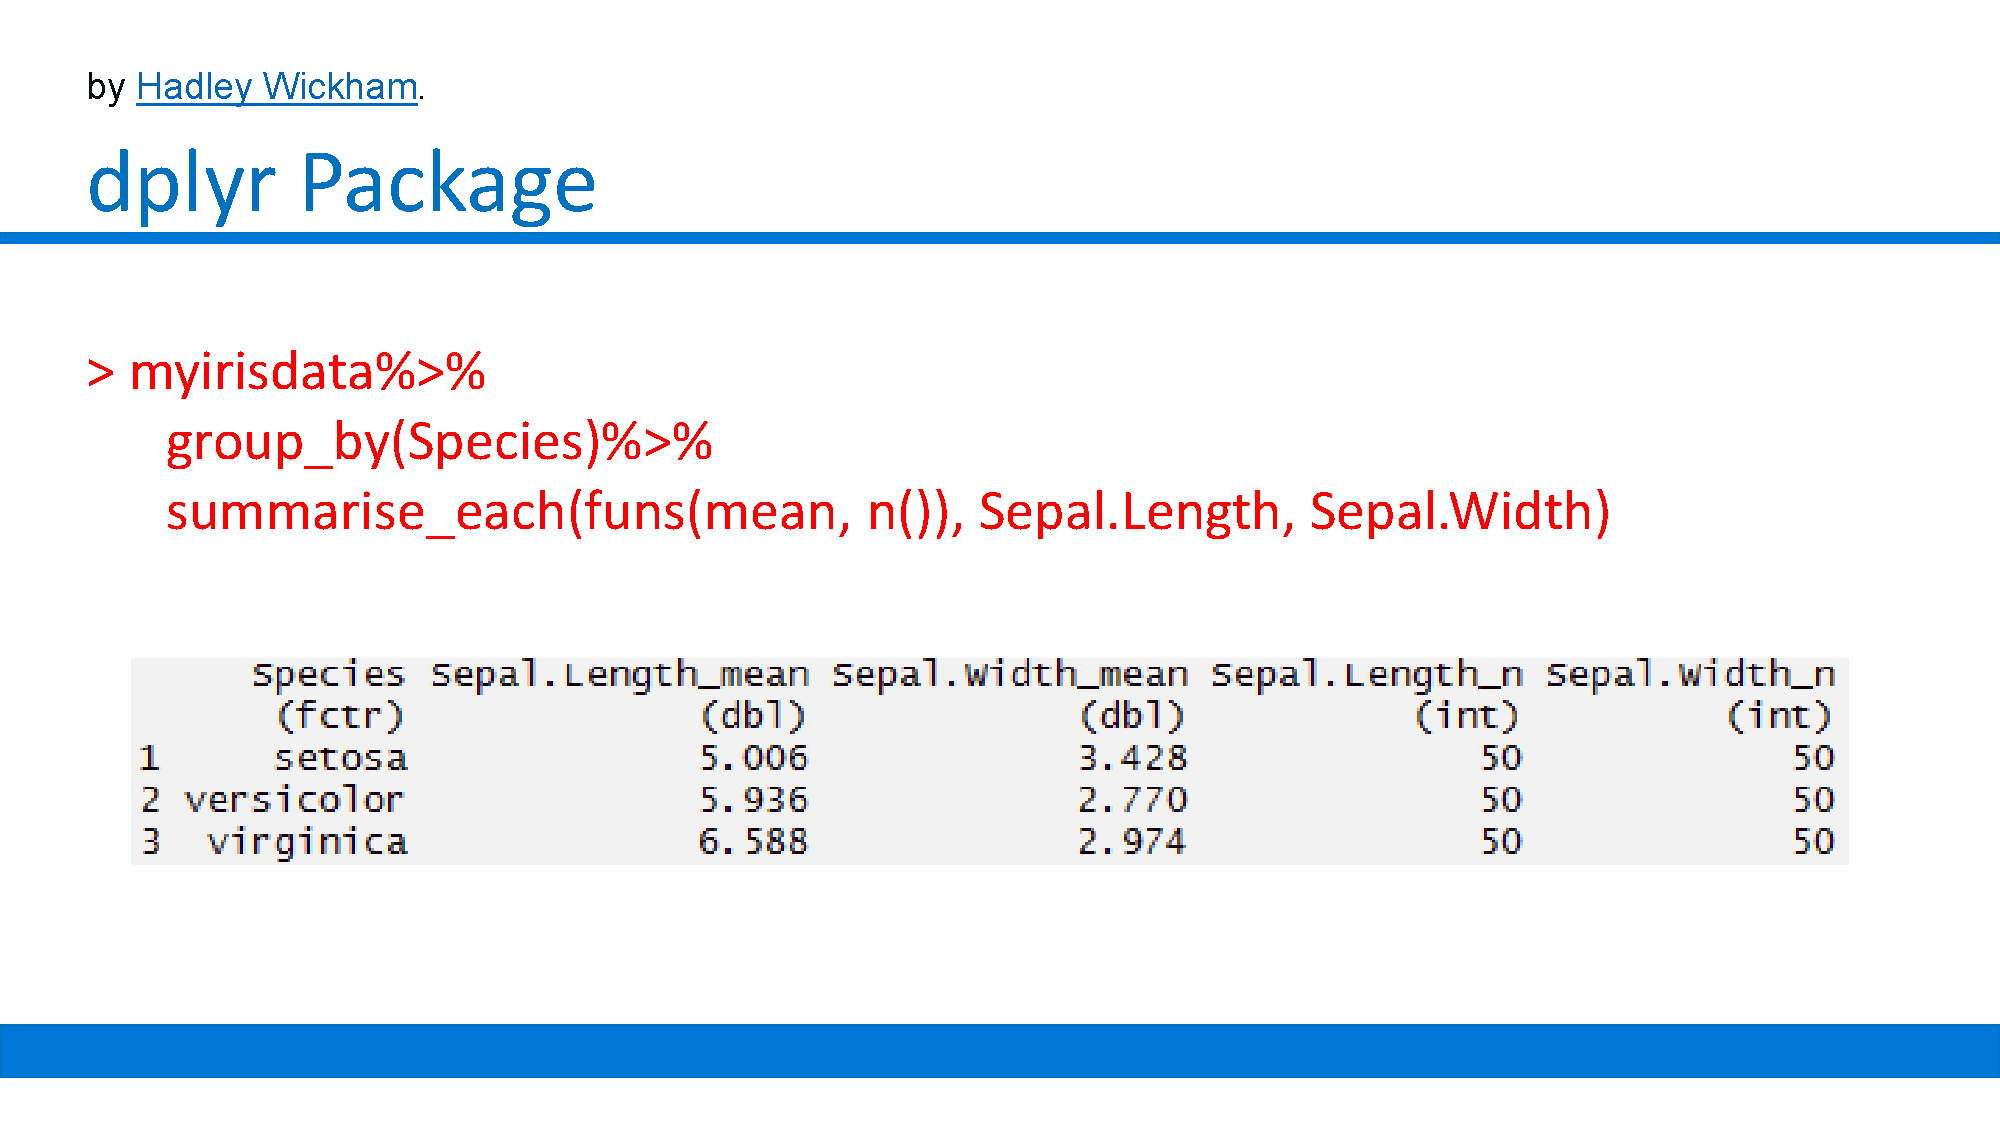 by Hadley Wickham.
dplyr Package
> myirisdata%>%
group_by(Species)%>%
summarise_each(funs(mean, n()), Sepal.Length, Sepal.Width)
Species Sepal.Length_mean Sepal.Width_mean Sepal.Length_n Sepal.Width_n
(fctr) (dbl) (dbl) (int) (int)
1 setosa 5.006 3.428 50 50
2 versicolor 5.936 2.770 50 50
3 virginica 6.588 2.974 50 50